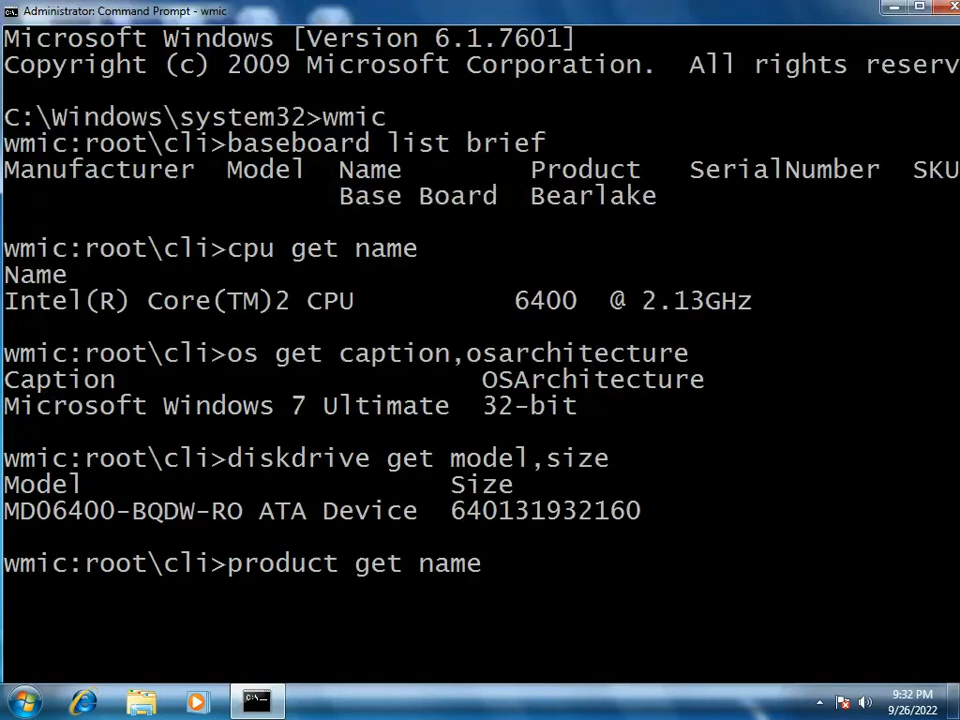 Administrator: Command Prompt - wmic
Microsoft Windows [Version 6.1.7601]
Copyright (c) 2009 Microsoft Corporation.  All rights reserv
C:\Windows\system32>wmic
wmic:root\cli>baseboard list brief
Manufacturer  Model  Name        Product   SerialNumber  SKU
Base Board  Bearlake
wmic:root\cli>cpu get name
Name
Intel(R) Core(TM)2 CPU          6400  @ 2.13GHz
wmic:root\cli>os get caption,osarchitecture
Caption                       OSArchitecture
Microsoft Windows 7 Ultimate  32-bit
wmic:root\cli>diskdrive get model,size
Model                       Size
MD06400-BQDW-RO ATA Device  640131932160
wmic:root\cli>product get name
C:\_
9:32 PM
9/26/2022